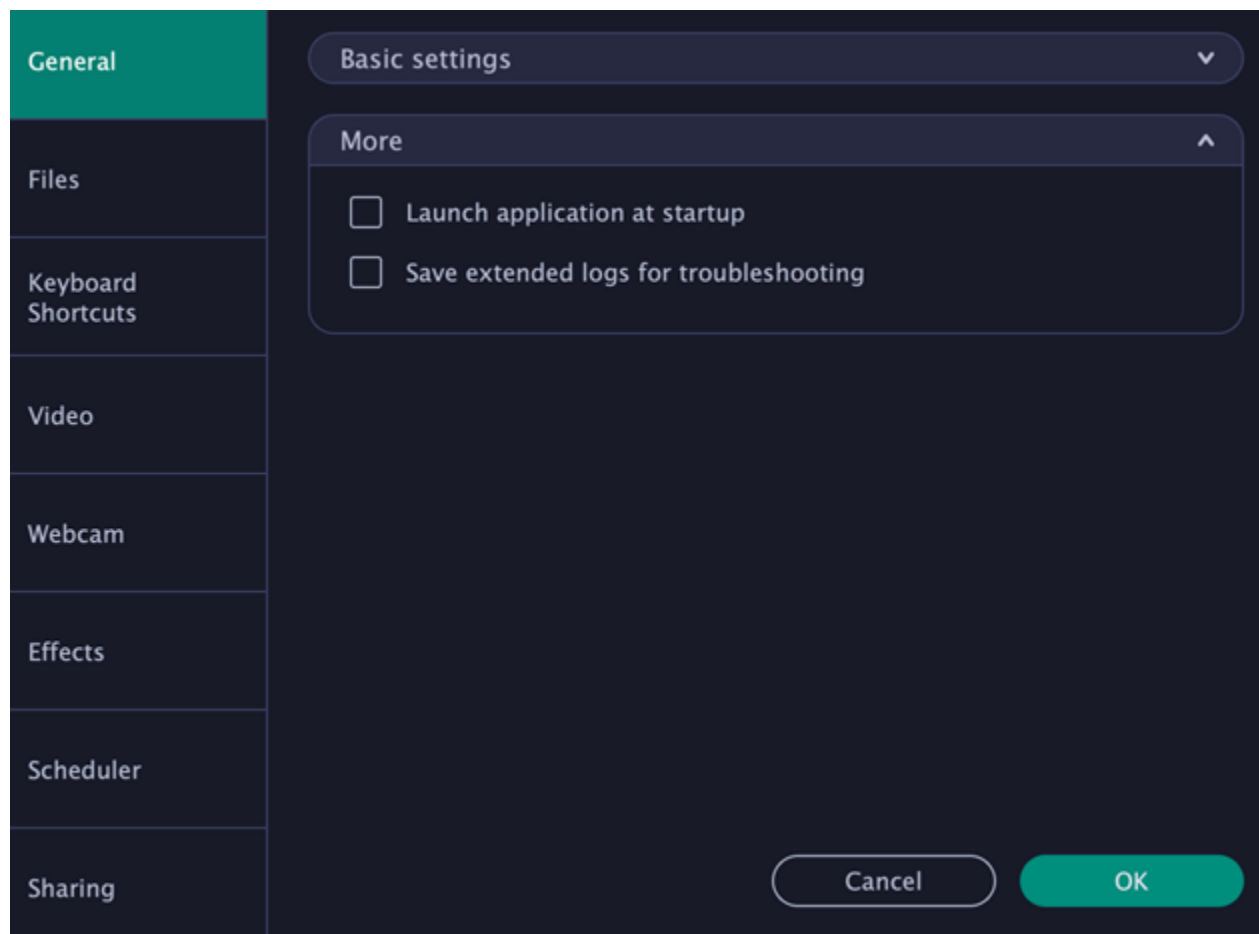 General
Files
Keyboard
Shortcuts
Video
Webcam
Effects
Scheduler
Sharing
Basic settings
More
Launch application at startup
Save extended logs for troubleshooting
Cancel
OK